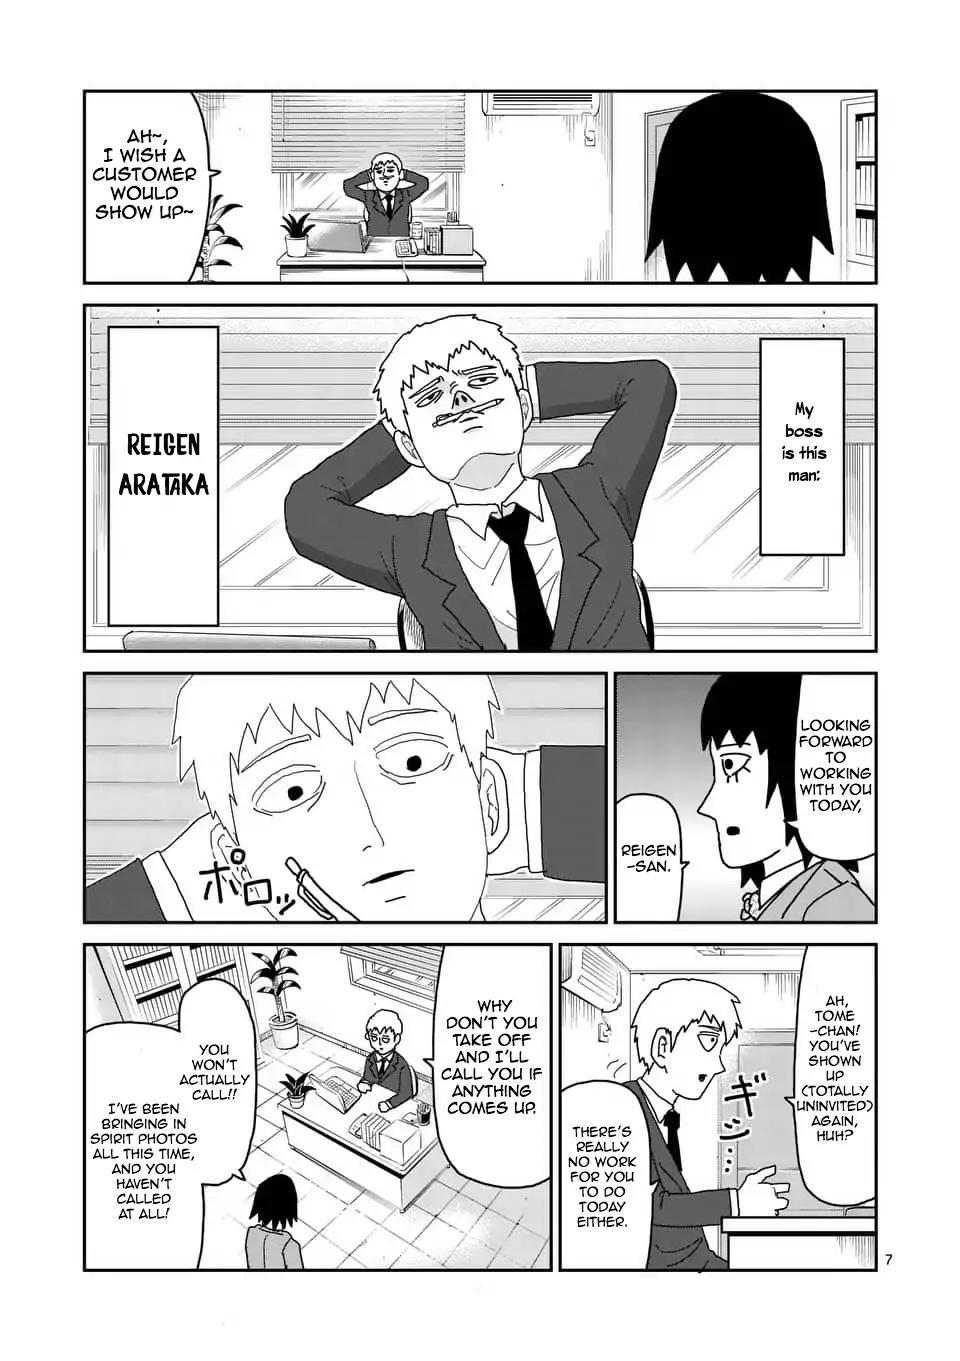 AH~,
I WISH A
CUSTOMER
WOULD
SHOW UP~
My
boss
is this
man:
REIGEN
ARATAKA
LOOKING
FORWARD
TO
WORKING
WITH YOU
TODAY,
REIGEN
-SAN.
ポロッ
AH,
TOME
-CHAN!
YOU'VE
SHOWN
UP
(TOTALLY
UNINVITED)
AGAIN,
HUH?
ギシ…
THERE'S
REALLY
NO WORK
FOR YOU
TO DO
TODAY
EITHER.
WHY
DON'T YOU
TAKE OFF
AND I'LL
CALL YOU IF
ANYTHING
COMES UP.
YOU
WON'T
ACTUALLY
CALL!!
I'VE BEEN
BRINGING IN
SPIRIT PHOTOS
ALL THIS TIME,
AND YOU
HAVEN'T
CALLED
AT ALL!
7